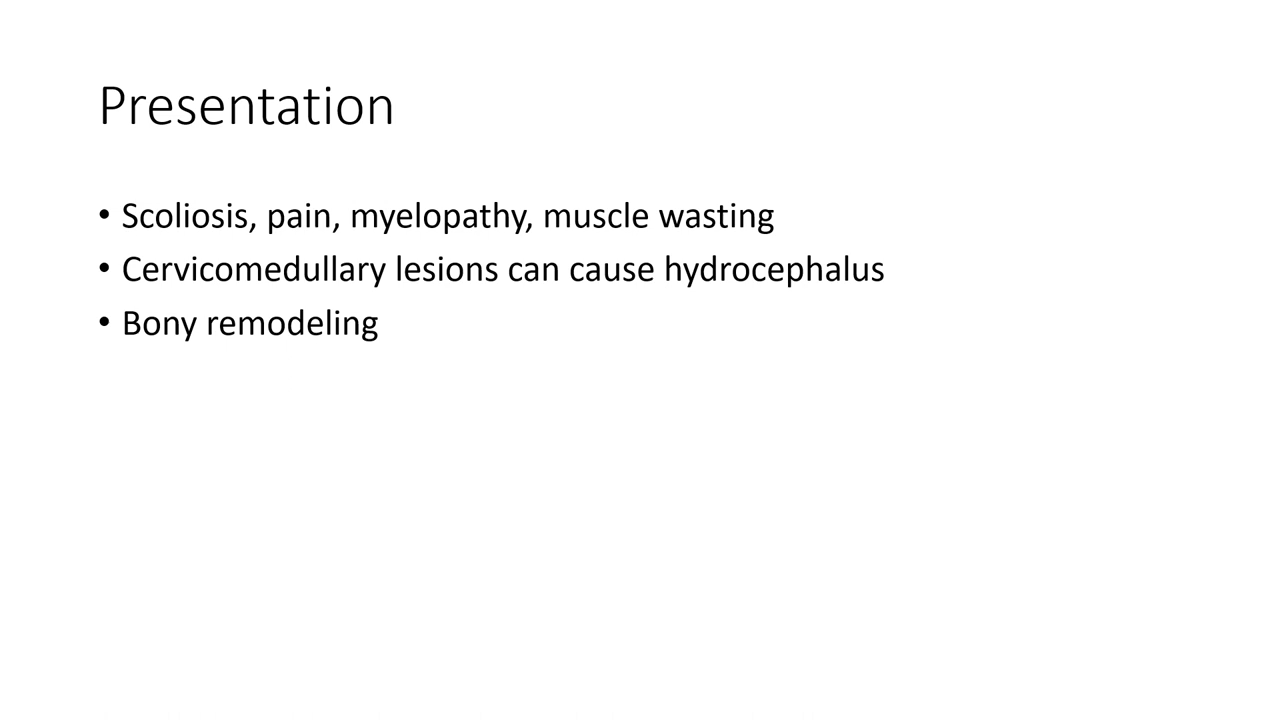 Presentation
• Scoliosis, pain, myelopathy, muscle wasting
• Cervicomedullary lesions can cause hydrocephalus
• Bony remodeling